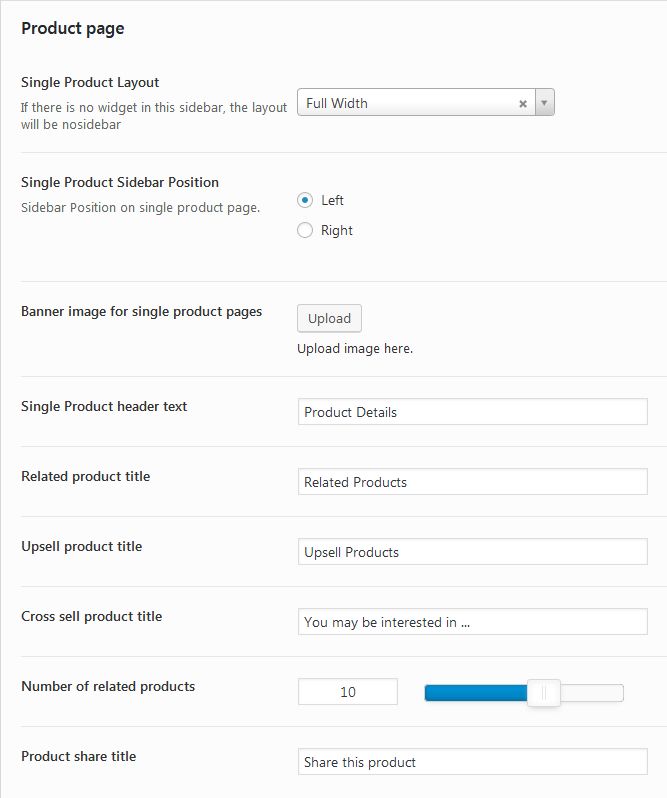 Product page
Single Product Layout
If there is no widget in this sidebar, the layout
will be nosidebar
Full Width
Single Product Sidebar Position
Sidebar Position on single product page.
Left
Right
Banner image for single product pages
Upload
Upload image here.
Single Product header text
Product Details
Related product title
Related Products
Upsell product title
Upsell Products
Cross sell product title
You may be interested in ...
Number of related products
10
Product share title
Share this product